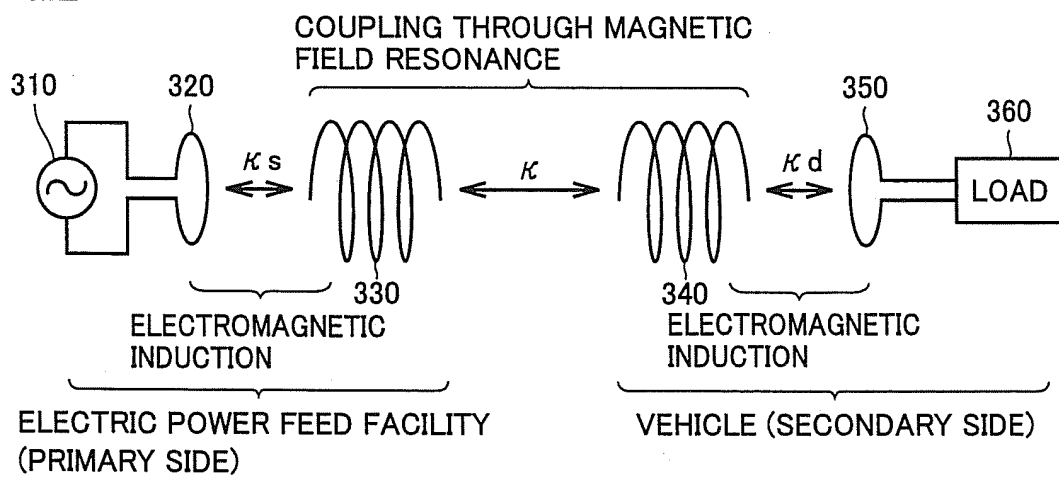 COUPLING THROUGH MAGNETIC
FIELD RESONANCE
310
320
350
360
κs
κ
κd
LOAD
330
340
ELECTROMAGNETIC
INDUCTION
ELECTROMAGNETIC
INDUCTION
ELECTRIC POWER FEED FACILITY
(PRIMARY SIDE)
VEHICLE (SECONDARY SIDE)